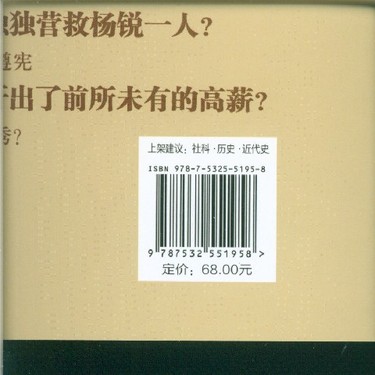 独营救杨锐一人?
遵宪
出了前所未有的高薪?
上架建议：社科·历史·近代史
ISBN 978-7-5325-5195-8
9 787532 551958 >
定价：68.00元